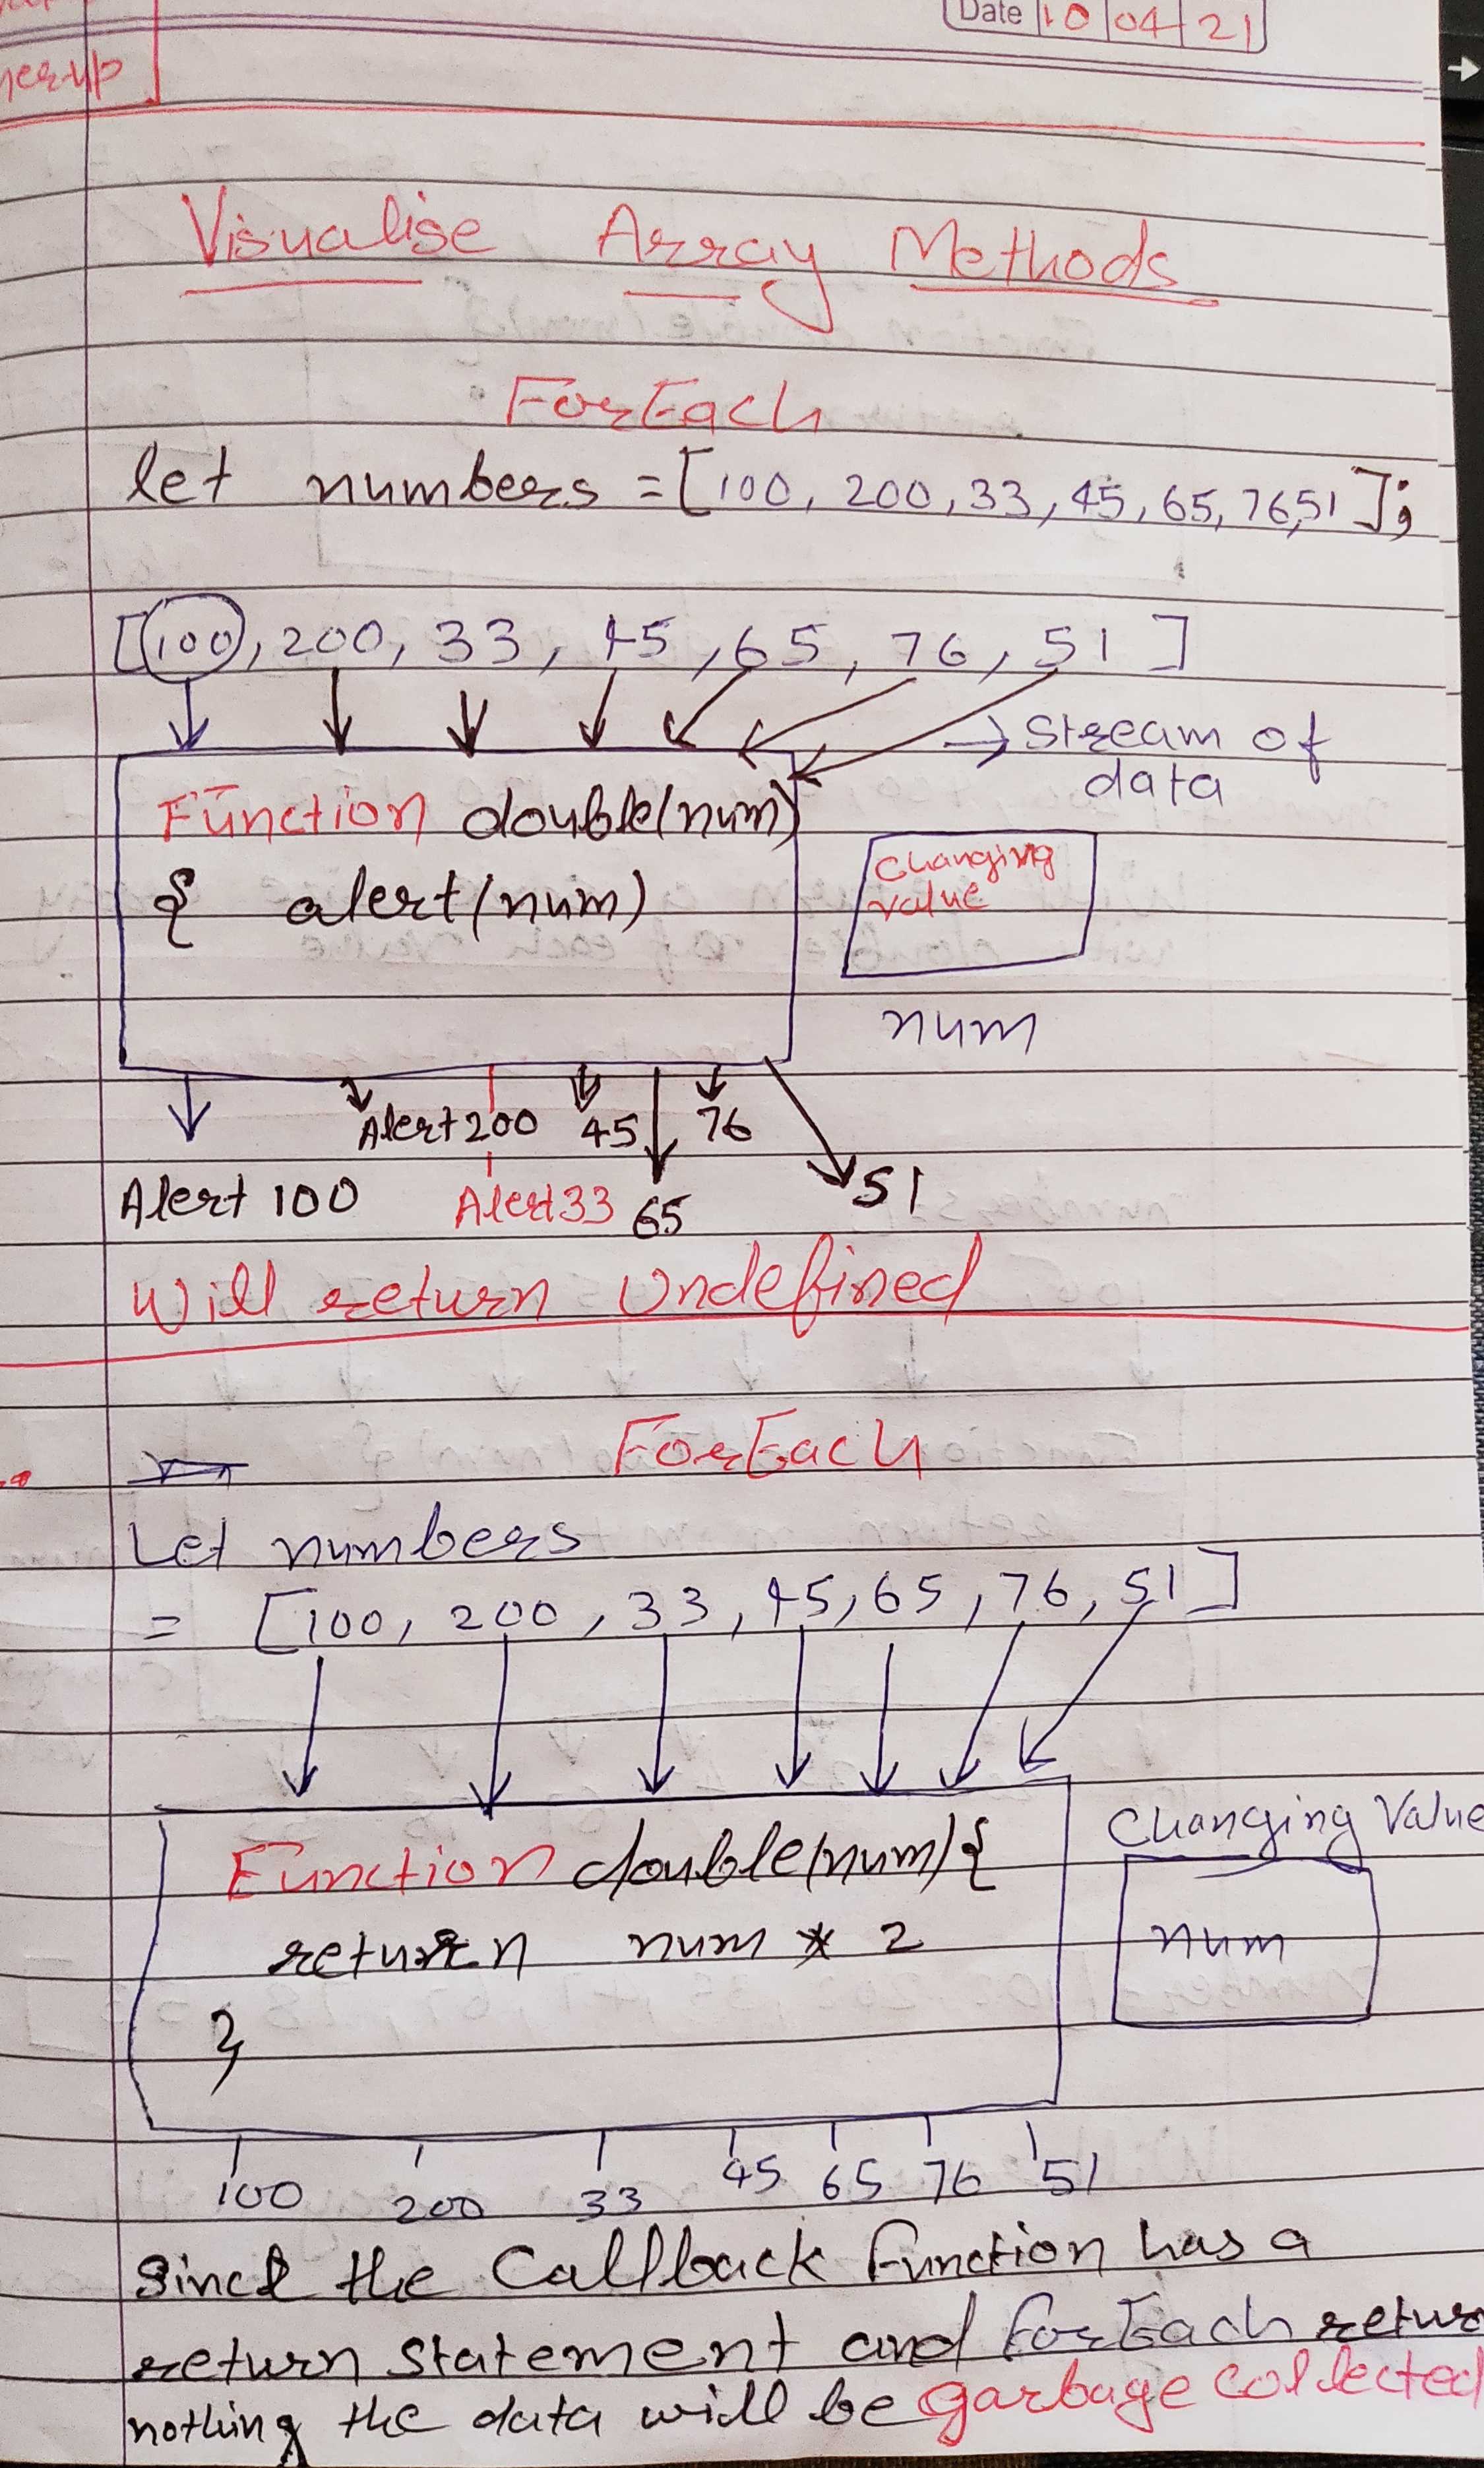 Date 10 04 21
Visualise Array Methods
ForEach
let numbers = [100, 200, 33, 45, 65, 76, 51];
[100, 200, 33, 45, 65, 76, 51]
→ Stream of
data
Function double(num)
{ alert(num)
Changing
value
num
Alert 200 45 76
Alert 100 Alert 33 65 51
Will return Undefined
ForEach
Let numbers
= [100, 200, 33, 45, 65, 76, 51]
Changing Value
Function double(num){
return num * 2
num
}
100 200 33 45 65 76 51
Since the Callback Function has a
return statement and ForEach retur
nothing the data will be garbage collected